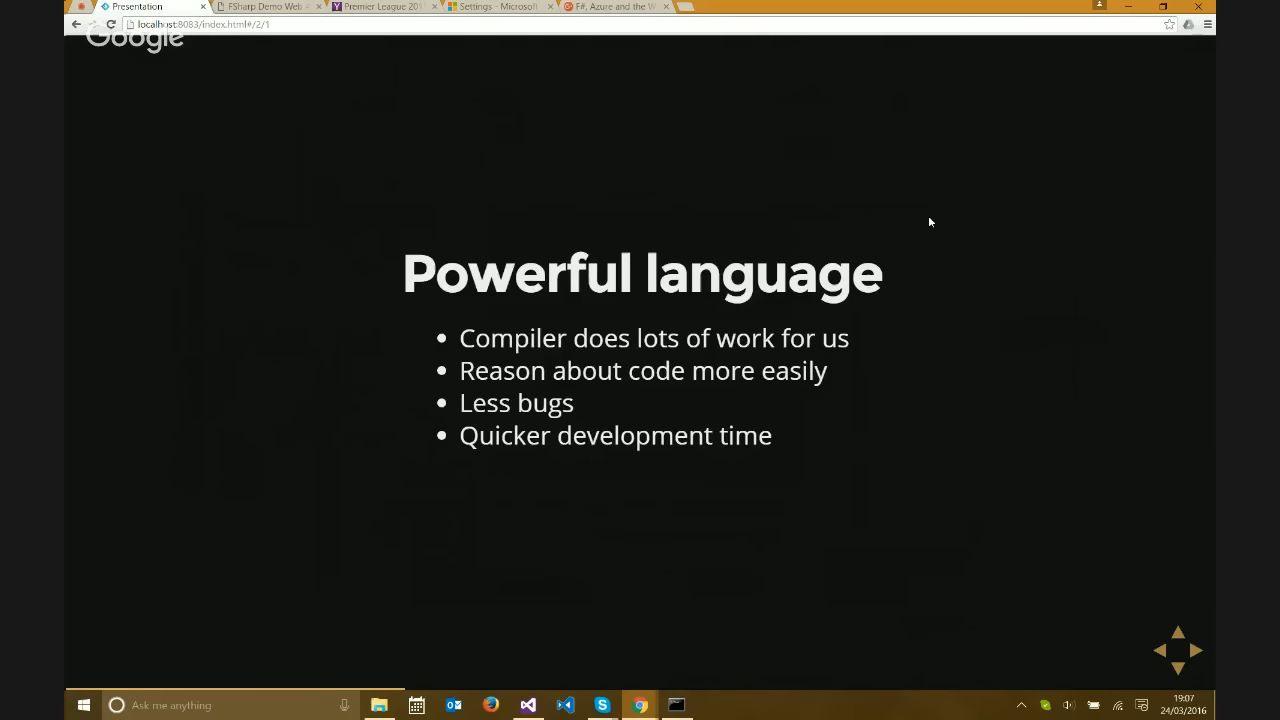 Presentation
FSharp Demo Web
Premier League 201
Settings - Microsoft
F#, Azure and the W
localhost:8083/index.html#/2/1
Google
Powerful language
Compiler does lots of work for us
Reason about code more easily
Less bugs
Quicker development time
Ask me anything
19:07
24/03/2016